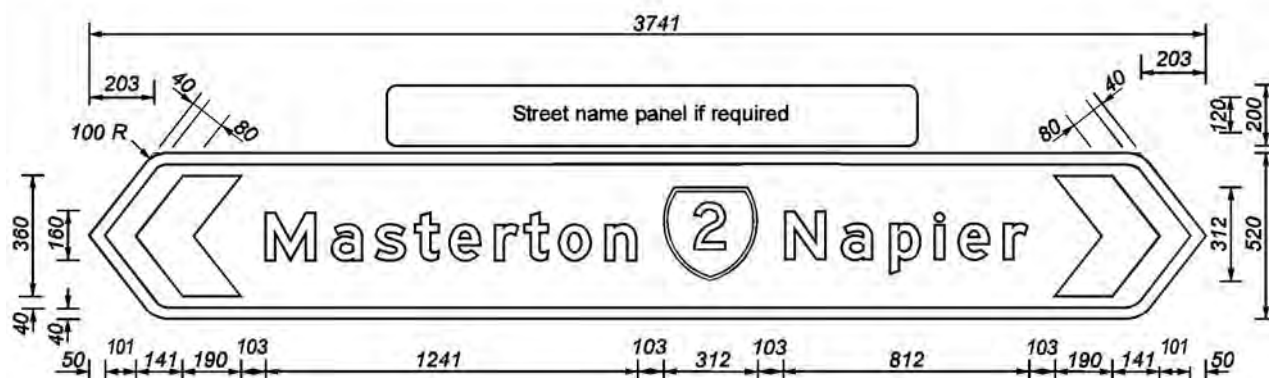 3741
203 40 80 Street name panel if required 80 40 203
100 R 120 200
360 160 Masterton 2 Napier 312 520
40 40
50 101 141 190 103 1241 103 312 103 812 103 190 141 101 50